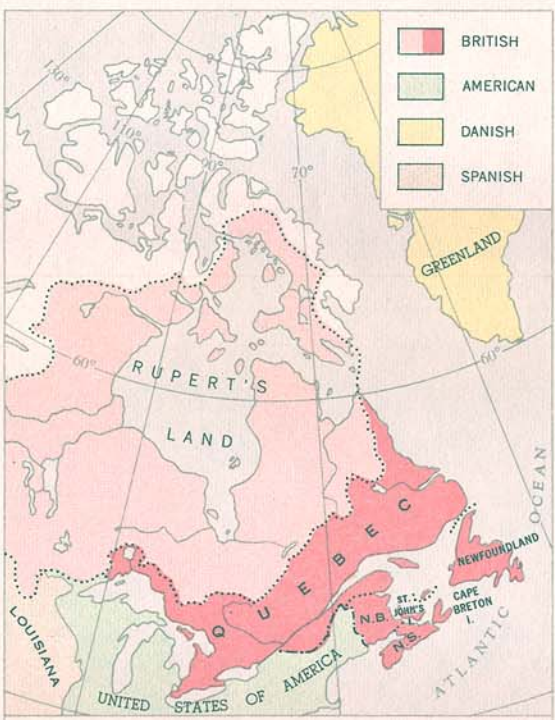 BRITISH
AMERICAN
DANISH
SPANISH
130°
110°
90°
70°
GREENLAND
60°
60°
RUPERT'S
LAND
OCEAN
QUEBEC
NEWFOUNDLAND
ST.
JOHN'S
I.
CAPE
BRETON
I.
N.B.
N.S.
ATLANTIC
LOUISIANA
UNITED STATES OF AMERICA